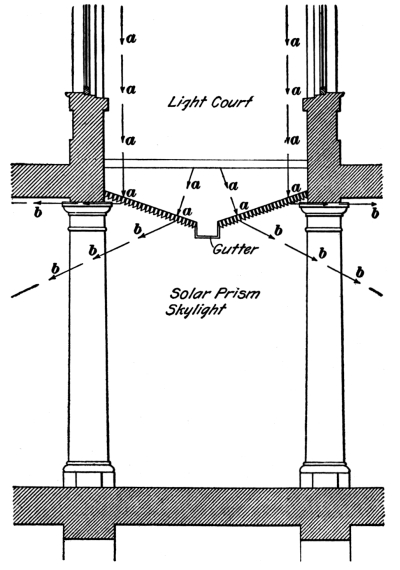 a a
a a
Light Court
a a
a a
a a
b a a b
b b
b Gutter b
b b
Solar Prism
Skylight